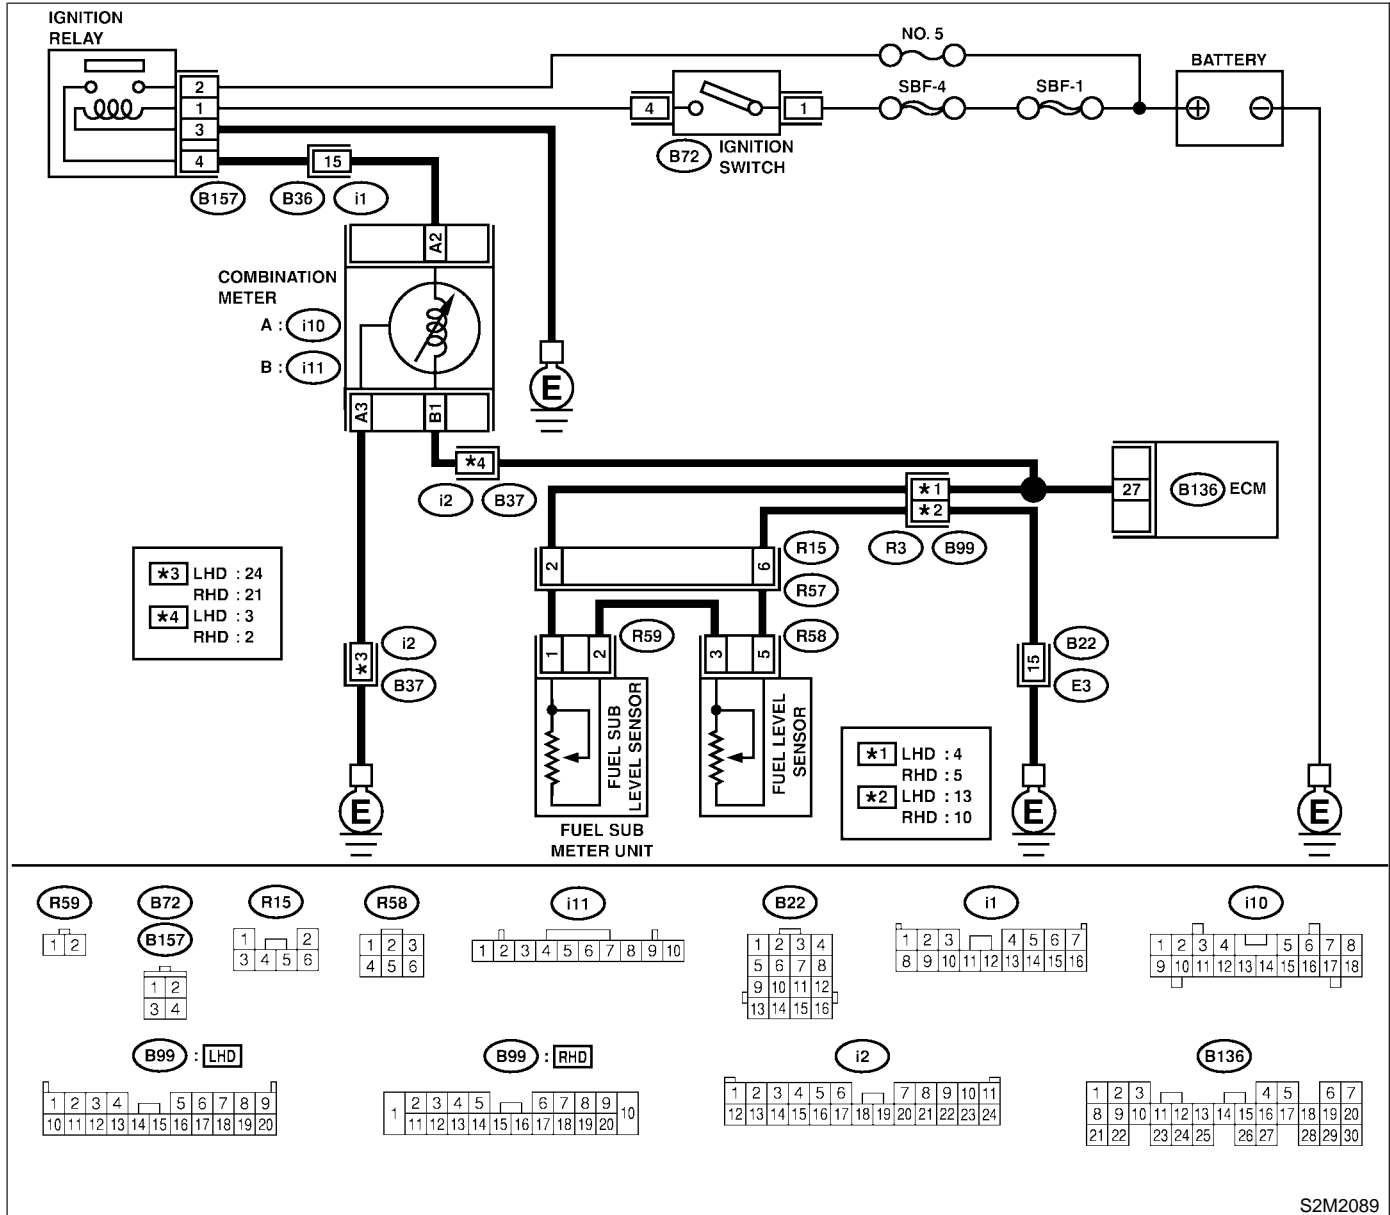 IGNITION
RELAY
NO. 5
BATTERY
2
SBF-4
SBF-1
1
4
1
3
IGNITION
SWITCH
B72
4
15
B157
B36
i1
A2
COMBINATION
METER
A : i10
B : i11
E
A3
B1
*4
i2
B37
*1
27
B136
ECM
*2
R3
B99
R15
2
6
R57
*3 LHD : 24
RHD : 21
*4 LHD : 3
RHD : 2
i2
*3
B37
R59
R58
1
2
3
5
B22
15
E3
FUEL SUB
LEVEL SENSOR
FUEL LEVEL
SENSOR
*1 LHD : 4
RHD : 5
*2 LHD : 13
RHD : 10
E
E
E
FUEL SUB
METER UNIT
R59
1 2
B72
B157
1 2
3 4
R15
1 2
3 4 5 6
R58
1 2 3
4 5 6
i11
1 2 3 4 5 6 7 8 9 10
B22
1 2 3 4
5 6 7 8
9 10 11 12
13 14 15 16
i1
1 2 3 4 5 6 7
8 9 10 11 12 13 14 15 16
i10
1 2 3 4 5 6 7 8
9 10 11 12 13 14 15 16 17 18
B99 : LHD
1 2 3 4 5 6 7 8 9
10 11 12 13 14 15 16 17 18 19 20
B99 : RHD
1 2 3 4 5 6 7 8 9 10
11 12 13 14 15 16 17 18 19 20
i2
1 2 3 4 5 6 7 8 9 10 11
12 13 14 15 16 17 18 19 20 21 22 23 24
B136
1 2 3 4 5 6 7
8 9 10 11 12 13 14 15 16 17 18 19 20
21 22 23 24 25 26 27 28 29 30
S2M2089